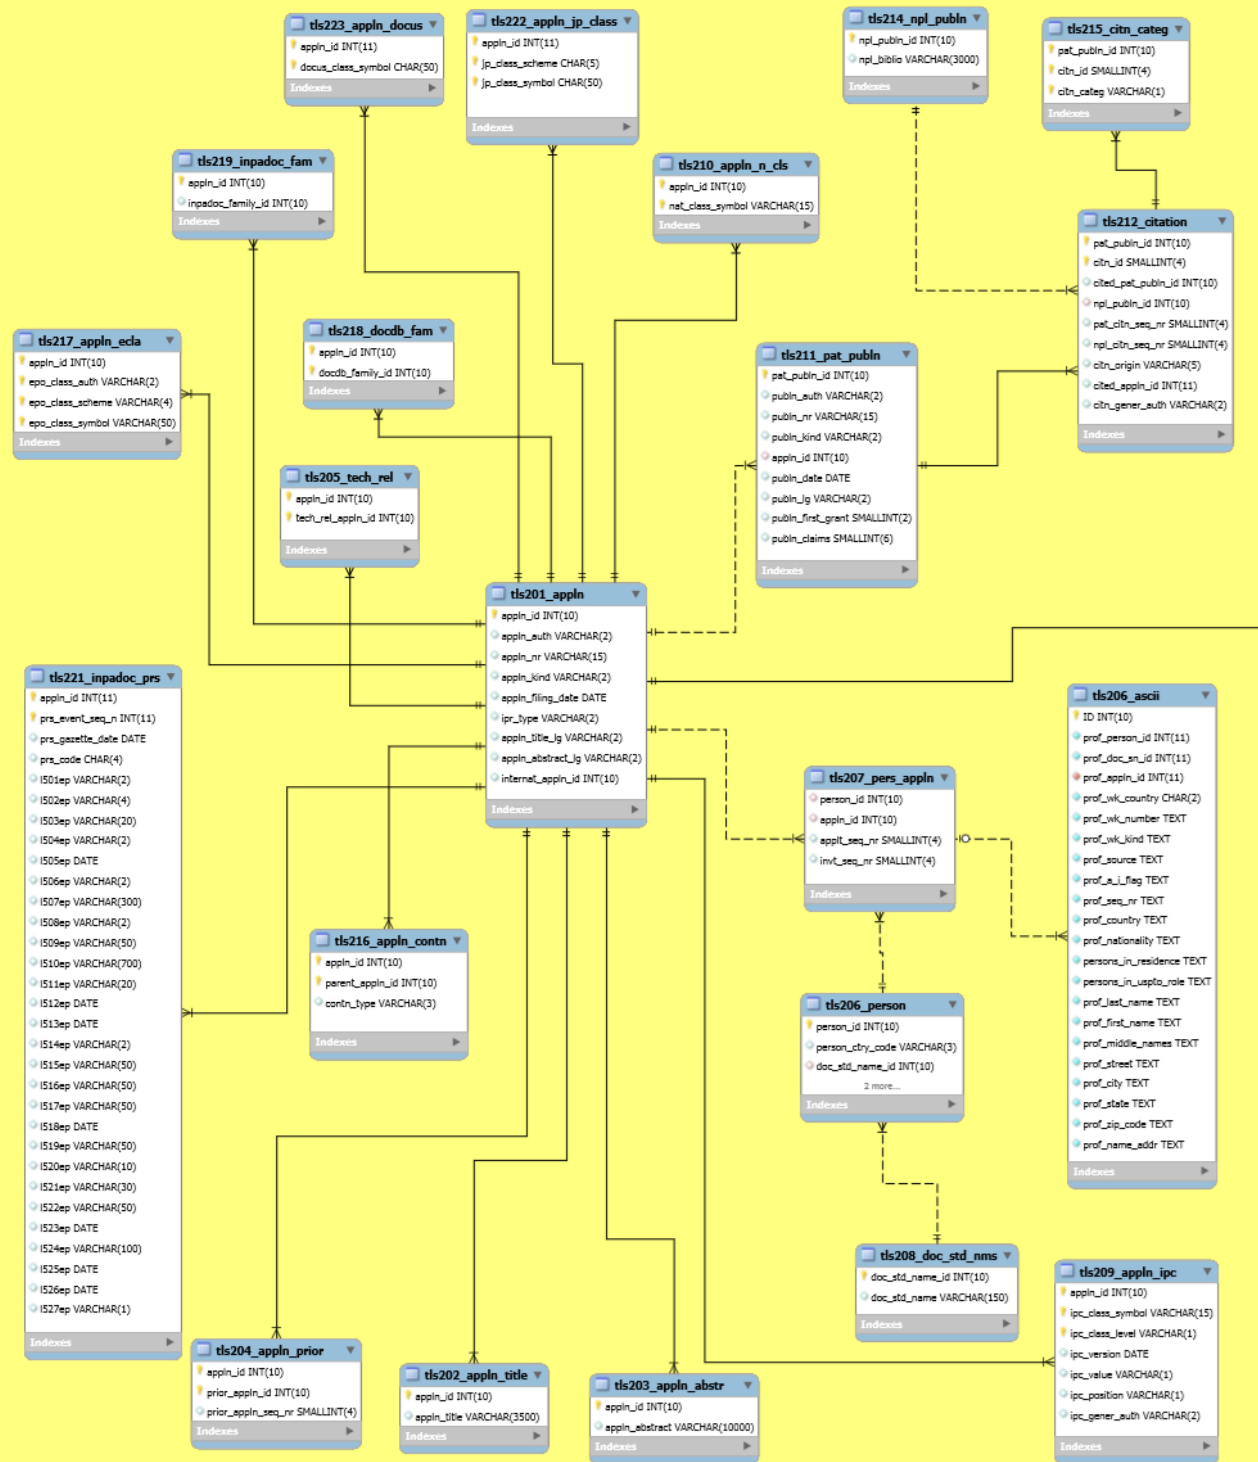 tls223_appln_docus
appln_id INT(11)
docus_class_symbol CHAR(50)
Indexes
tls222_appln_jp_class
appln_id INT(11)
jp_class_scheme CHAR(5)
jp_class_symbol CHAR(50)
Indexes
tls214_npl_publn
npl_publn_id INT(10)
npl_biblio VARCHAR(3000)
Indexes
tls215_citn_categ
pat_publn_id INT(10)
citn_id SMALLINT(4)
citn_categ VARCHAR(1)
Indexes
tls219_inpadoc_fam
appln_id INT(10)
inpadoc_family_id INT(10)
Indexes
tls210_appln_n_cls
appln_id INT(10)
nat_class_symbol VARCHAR(15)
Indexes
tls212_citation
pat_publn_id INT(10)
citn_id SMALLINT(4)
cited_pat_publn_id INT(10)
npl_publn_id INT(10)
pat_citn_seq_nr SMALLINT(4)
npl_citn_seq_nr SMALLINT(4)
citn_origin VARCHAR(5)
cited_appln_id INT(11)
citn_gener_auth VARCHAR(2)
Indexes
tls217_appln_ecla
appln_id INT(10)
epo_class_auth VARCHAR(2)
epo_class_scheme VARCHAR(4)
epo_class_symbol VARCHAR(50)
Indexes
tls218_docdb_fam
appln_id INT(10)
docdb_family_id INT(10)
Indexes
tls211_pat_publn
pat_publn_id INT(10)
publn_auth VARCHAR(2)
publn_nr VARCHAR(15)
publn_kind VARCHAR(2)
appln_id INT(10)
publn_date DATE
publn_lg VARCHAR(2)
publn_first_grant SMALLINT(2)
publn_claims SMALLINT(6)
Indexes
tls205_tech_rel
appln_id INT(10)
tech_rel_appln_id INT(10)
Indexes
tls201_appln
appln_id INT(10)
appln_auth VARCHAR(2)
appln_nr VARCHAR(15)
appln_kind VARCHAR(2)
appln_filing_date DATE
ipr_type VARCHAR(2)
appln_title_lg VARCHAR(2)
appln_abstract_lg VARCHAR(2)
internat_appln_id INT(10)
Indexes
tls221_inpadoc_prs
appln_id INT(11)
prs_event_seq_n INT(11)
prs_gazette_date DATE
prs_code CHAR(4)
l501ep VARCHAR(2)
l502ep VARCHAR(4)
l503ep VARCHAR(20)
l504ep VARCHAR(2)
l505ep DATE
l506ep VARCHAR(2)
l507ep VARCHAR(300)
l508ep VARCHAR(2)
l509ep VARCHAR(50)
l510ep VARCHAR(700)
l511ep VARCHAR(20)
l512ep DATE
l513ep DATE
l514ep VARCHAR(2)
l515ep VARCHAR(50)
l516ep VARCHAR(50)
l517ep VARCHAR(50)
l518ep DATE
l519ep VARCHAR(50)
l520ep VARCHAR(10)
l521ep VARCHAR(30)
l522ep VARCHAR(50)
l523ep DATE
l524ep VARCHAR(100)
l525ep DATE
l526ep DATE
l527ep VARCHAR(1)
Indexes
tls206_ascii
ID INT(10)
prof_person_id INT(11)
prof_doc_sn_id INT(11)
prof_appln_id INT(11)
prof_wk_country CHAR(2)
prof_wk_number TEXT
prof_wk_kind TEXT
prof_source TEXT
prof_a_i_flag TEXT
prof_seq_nr TEXT
prof_country TEXT
prof_nationality TEXT
persons_in_residence TEXT
persons_in_uspto_role TEXT
prof_last_name TEXT
prof_first_name TEXT
prof_middle_names TEXT
prof_street TEXT
prof_city TEXT
prof_state TEXT
prof_zip_code TEXT
prof_name_addr TEXT
Indexes
tls207_pers_appln
person_id INT(10)
appln_id INT(10)
applt_seq_nr SMALLINT(4)
invt_seq_nr SMALLINT(4)
Indexes
tls216_appln_contn
appln_id INT(10)
parent_appln_id INT(10)
contn_type VARCHAR(3)
Indexes
tls206_person
person_id INT(10)
person_ctry_code VARCHAR(3)
doc_std_name_id INT(10)
2 more...
Indexes
tls208_doc_std_nms
doc_std_name_id INT(10)
doc_std_name VARCHAR(150)
Indexes
tls209_appln_ipc
appln_id INT(10)
ipc_class_symbol VARCHAR(15)
ipc_class_level VARCHAR(1)
ipc_version DATE
ipc_value VARCHAR(1)
ipc_position VARCHAR(1)
ipc_gener_auth VARCHAR(2)
Indexes
tls204_appln_prior
appln_id INT(10)
prior_appln_id INT(10)
prior_appln_seq_nr SMALLINT(4)
Indexes
tls202_appln_title
appln_id INT(10)
appln_title VARCHAR(3500)
Indexes
tls203_appln_abstr
appln_id INT(10)
appln_abstract VARCHAR(10000)
Indexes